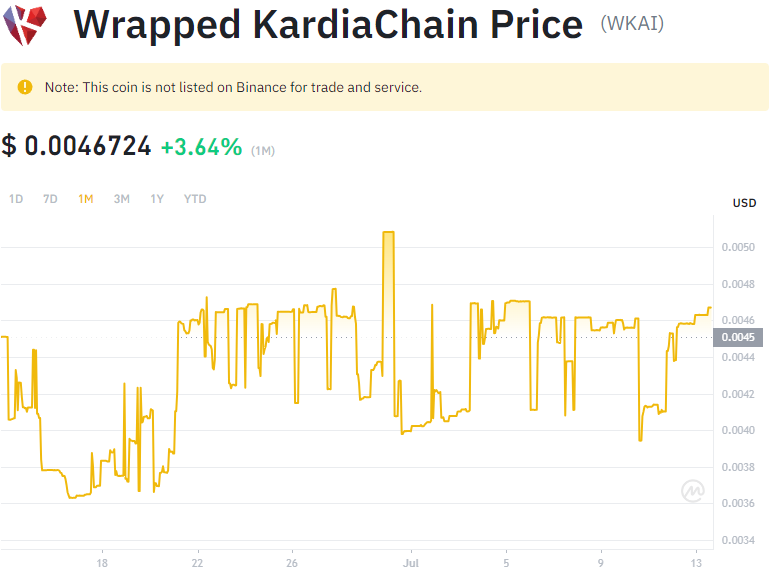 Wrapped KardiaChain Price (WKAI)
Note: This coin is not listed on Binance for trade and service.
$ 0.0046724 +3.64% (1M)
1D 7D 1M 3M 1Y YTD
USD
0.0050
0.0048
0.0046
0.0045
0.0044
0.0042
0.0040
0.0038
0.0036
0.0034
18 22 26 Jul 5 9 13